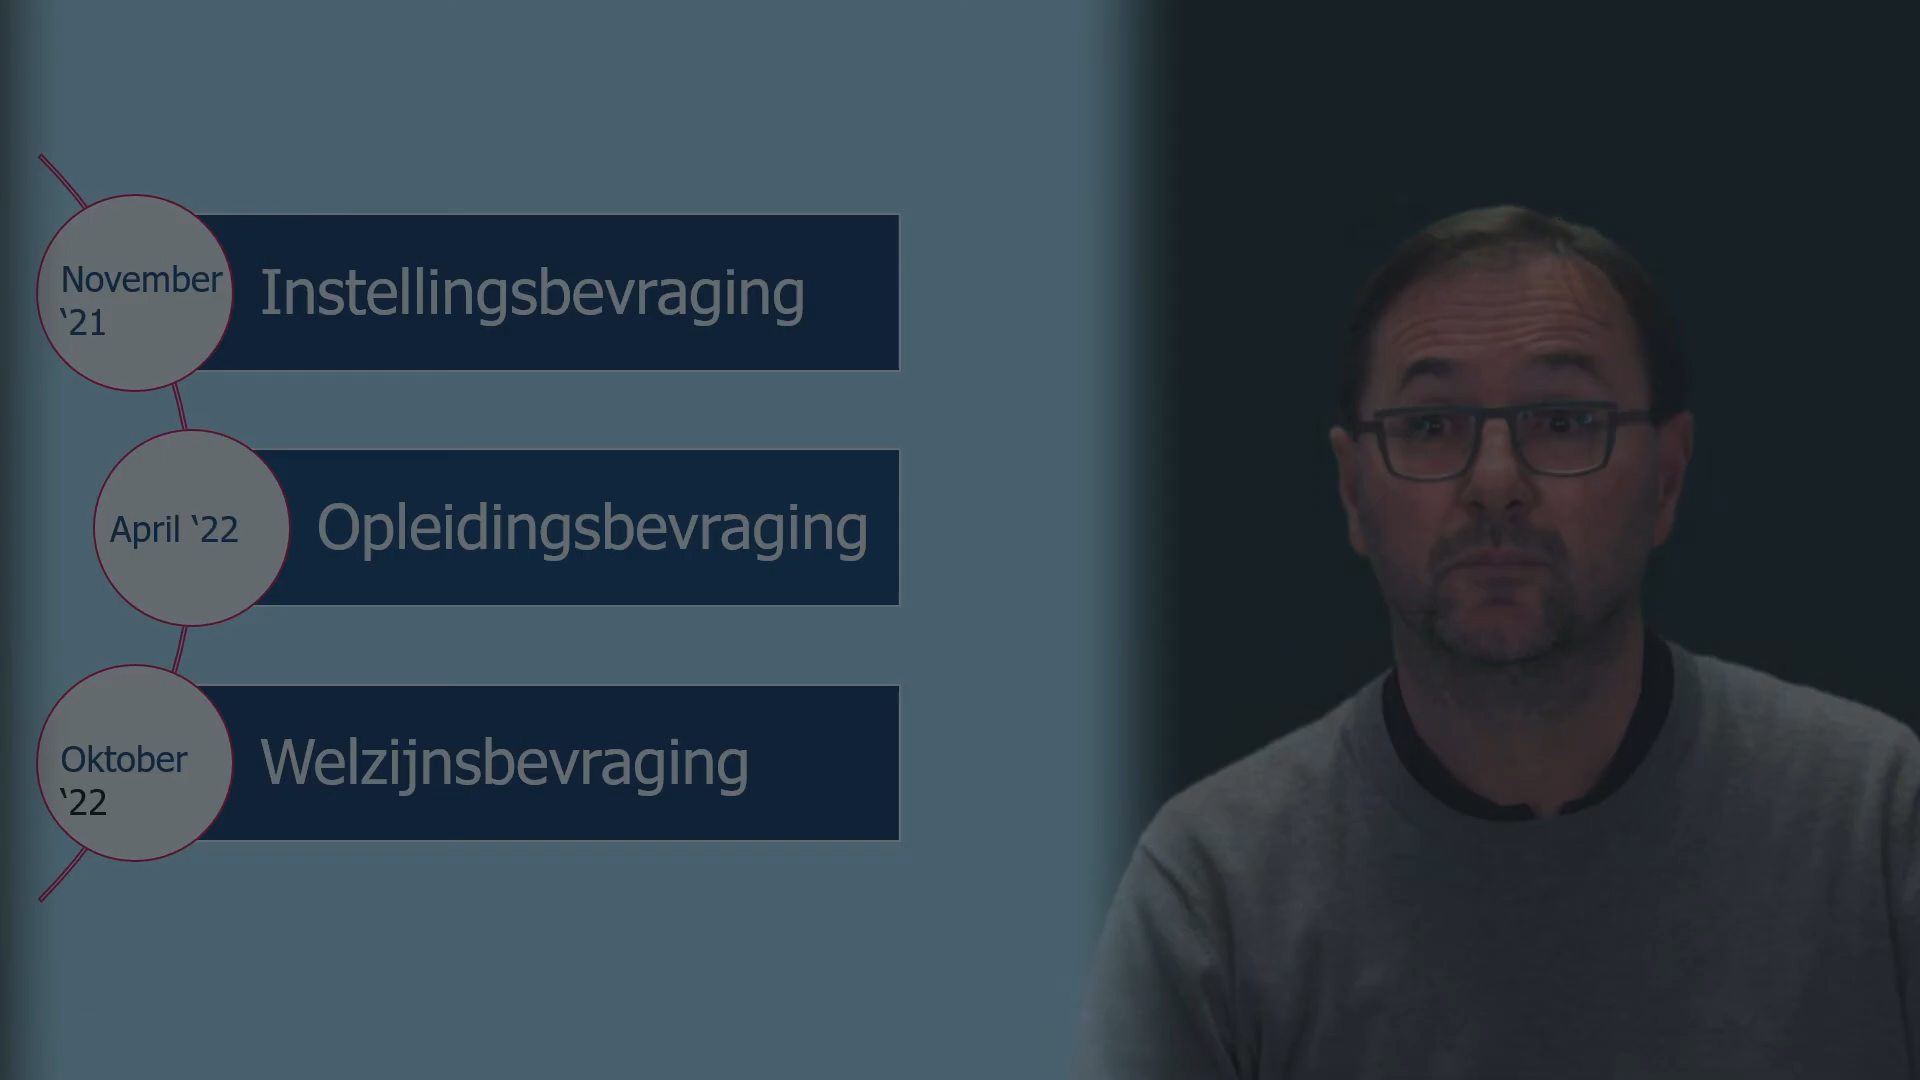 November
‘21
Instellingsbevraging
April ‘22
Opleidingsbevraging
Oktober
‘22
Welzijnsbevraging